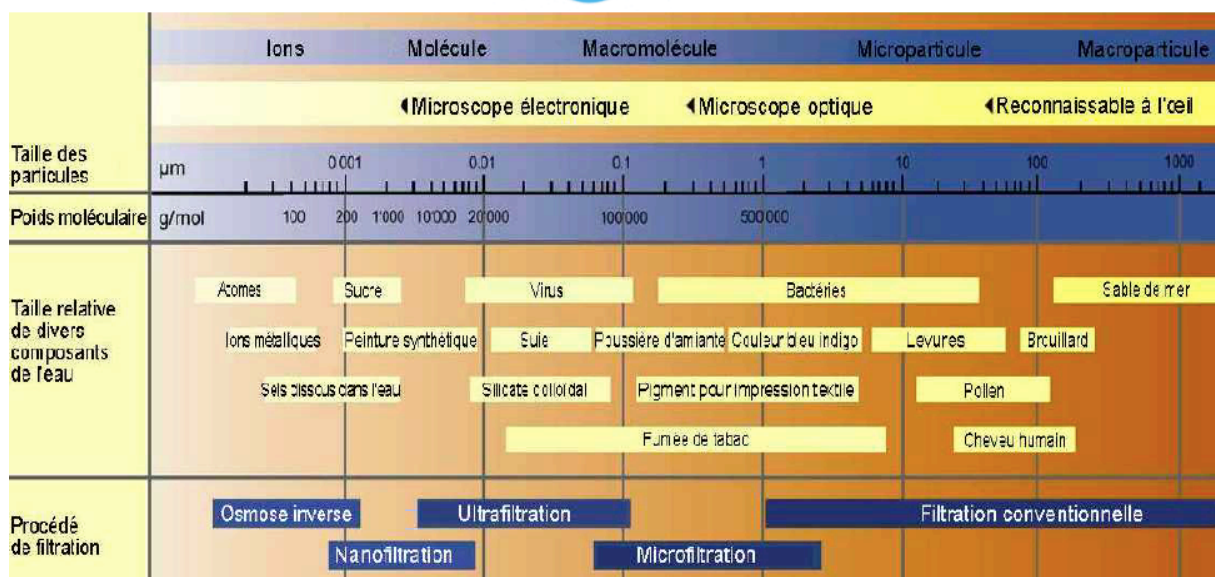 Ions Molécule Macromolécule Microparticule Macroparticule
◄Microscope électronique ◄Microscope optique ◄Reconnaissable à l'œil
Taille des
particules
µm 0.001 0.01 0.1 1 10 100 1000
Poids moléculaire g/mol 100 200 1'000 10'000 20'000 100'000 500'000
Taille relative
de divers
composants
de l'eau
Atomes Sucre Virus Bactéries Sable de mer
Ions métalliques Peinture synthétique Suie Poussière d'amiante Couleur bleu indigo Levures Brouillard
Sels dissous dans l'eau Silicate colloïdal Pigment pour impression textile Pollen
Fumée de tabac Cheveu humain
Procédé
de filtration
Osmose inverse Ultrafiltration Filtration conventionnelle
Nanofiltration Microfiltration